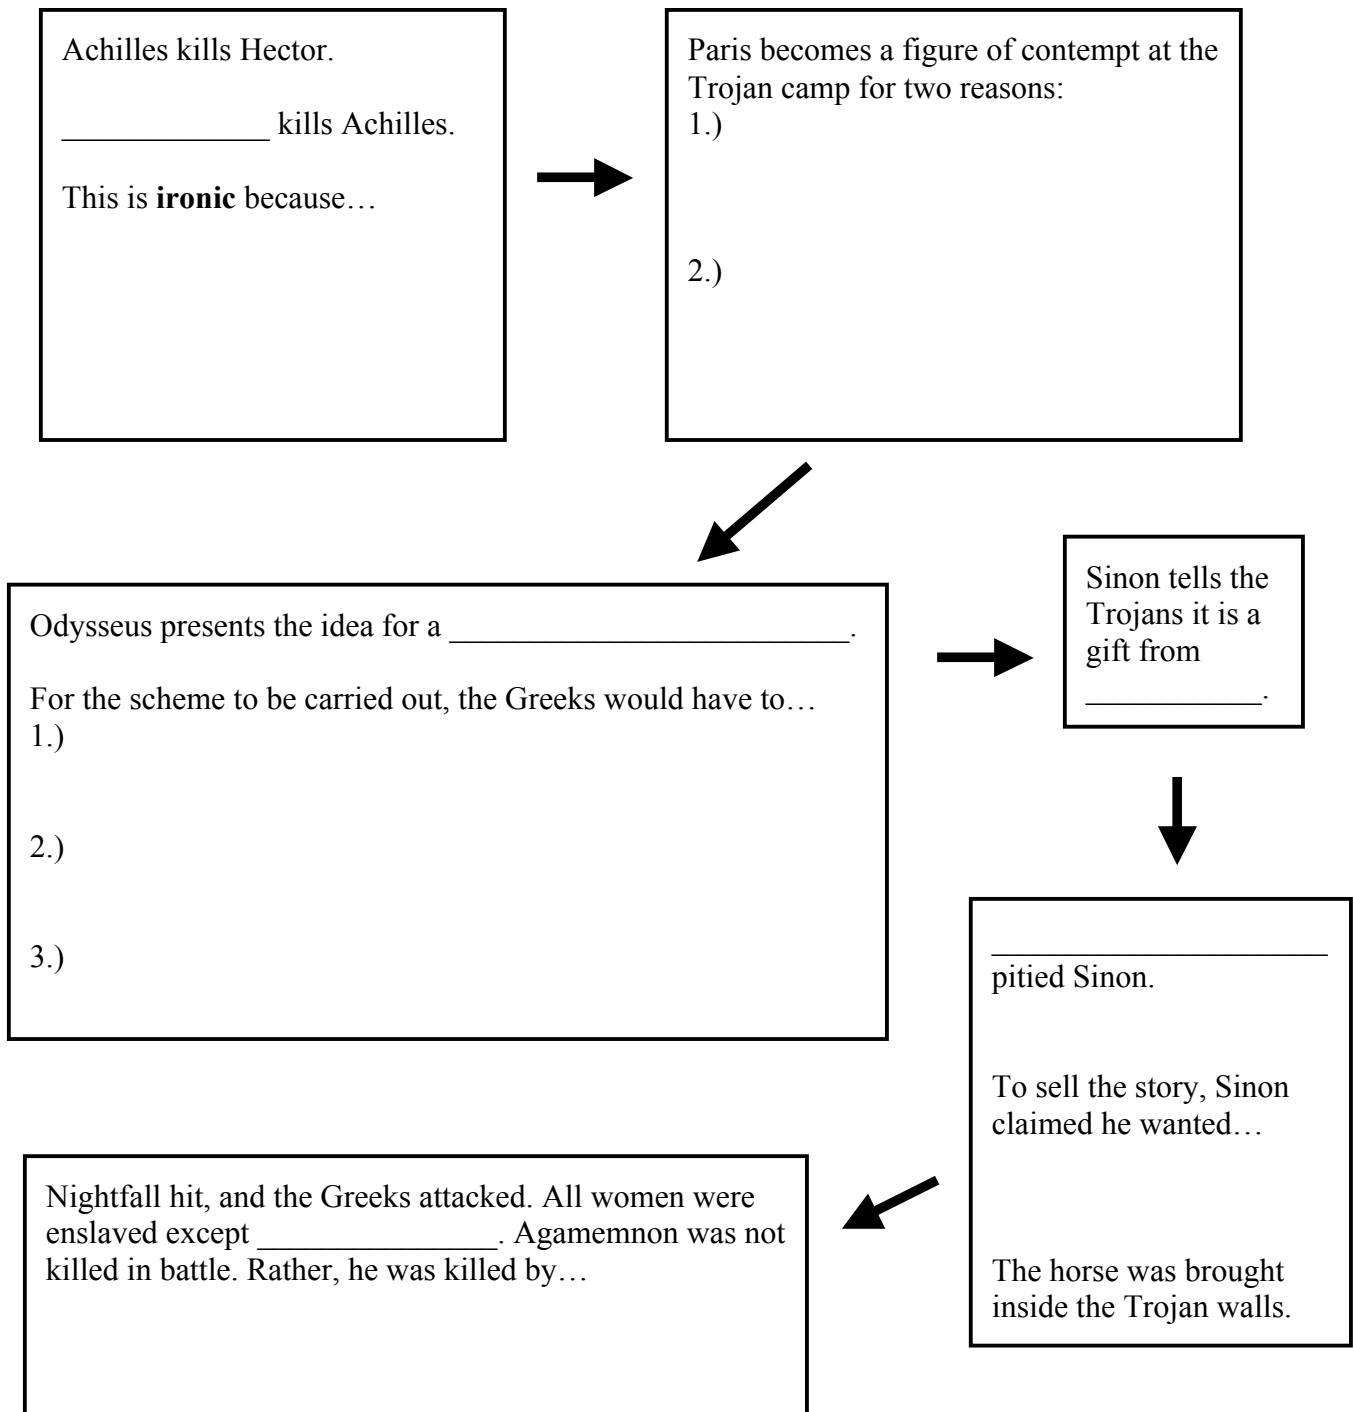 Achilles kills Hector.
_____________ kills Achilles.
This is ironic because…
Paris becomes a figure of contempt at the
Trojan camp for two reasons:
1.)
2.)
Odysseus presents the idea for a _________________________.
For the scheme to be carried out, the Greeks would have to…
1.)
2.)
3.)
Sinon tells the
Trojans it is a
gift from
___________.
_____________________
pitied Sinon.
To sell the story, Sinon
claimed he wanted…
The horse was brought
inside the Trojan walls.
Nightfall hit, and the Greeks attacked. All women were
enslaved except _______________. Agamemnon was not
killed in battle. Rather, he was killed by…